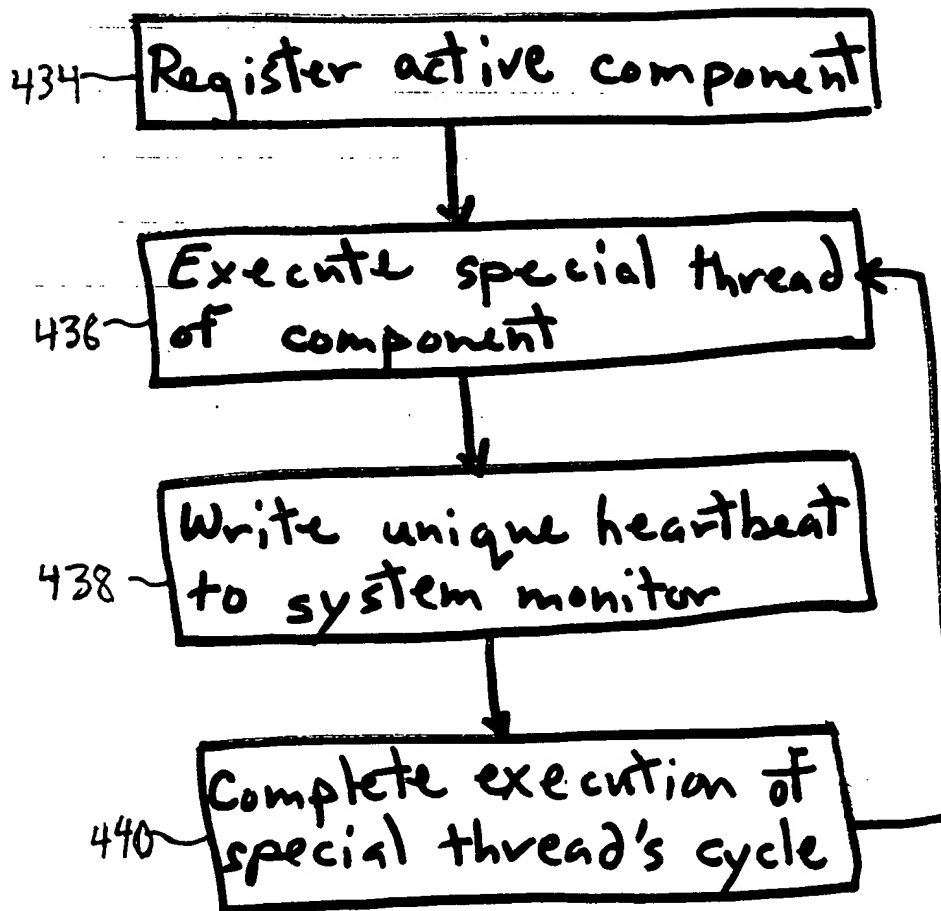 434 Register active component
Execute special thread
436 of component
Write unique heartbeat
438 to system monitor
Complete execution of
440 special thread's cycle